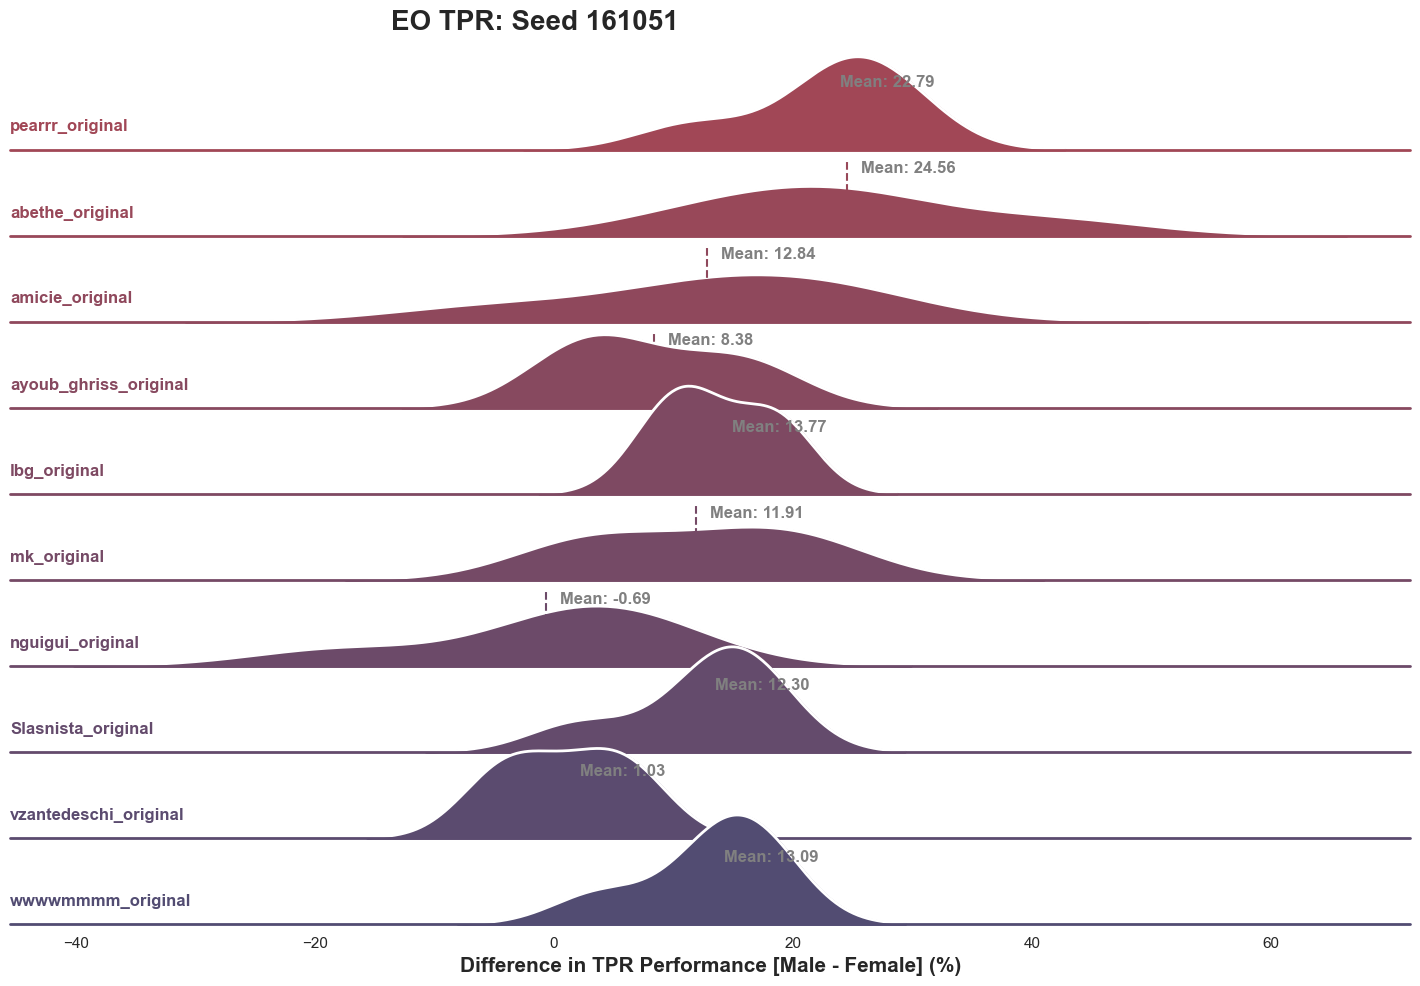 EO TPR: Seed 161051
Mean: 22.79
pearrr_original
Mean: 24.56
abethe_original
Mean: 12.84
amicie_original
Mean: 8.38
ayoub_ghriss_original
Mean: 13.77
lbg_original
Mean: 11.91
mk_original
Mean: -0.69
nguigui_original
Mean: 12.30
Slasnista_original
Mean: 1.03
vzantedeschi_original
Mean: 13.09
wwwwmmmm_original
−40 −20 0 20 40 60
Difference in TPR Performance [Male - Female] (%)